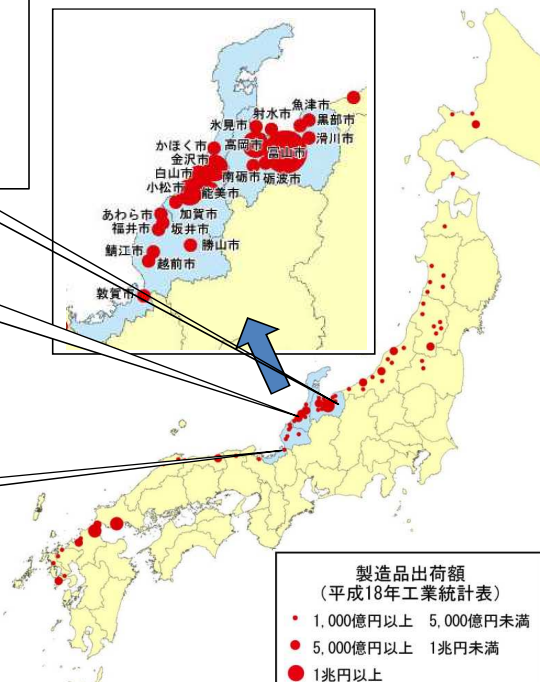 魚津市
射水市
黒部市
氷見市
滑川市
高岡市
かほく市
富山市
金沢市
白山市
南砺市
砺波市
小松市
能美市
あわら市
加賀市
福井市
坂井市
鯖江市
勝山市
越前市
敦賀市
製造品出荷額
（平成18年工業統計表）
1,000億円以上 5,000億円未満
5,000億円以上 1兆円未満
1兆円以上